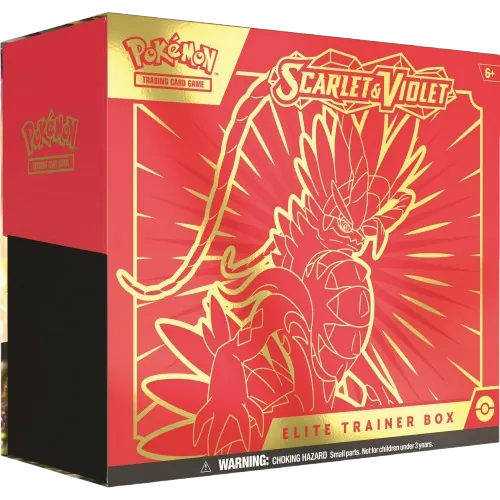 POKÉMON
TRADING CARD GAME
SCARLET & VIOLET
6+
POKÉMON
TRADING CARD GAME
ELITE TRAINER BOX
WARNING: CHOKING HAZARD Small parts. Not for children under 3 years.